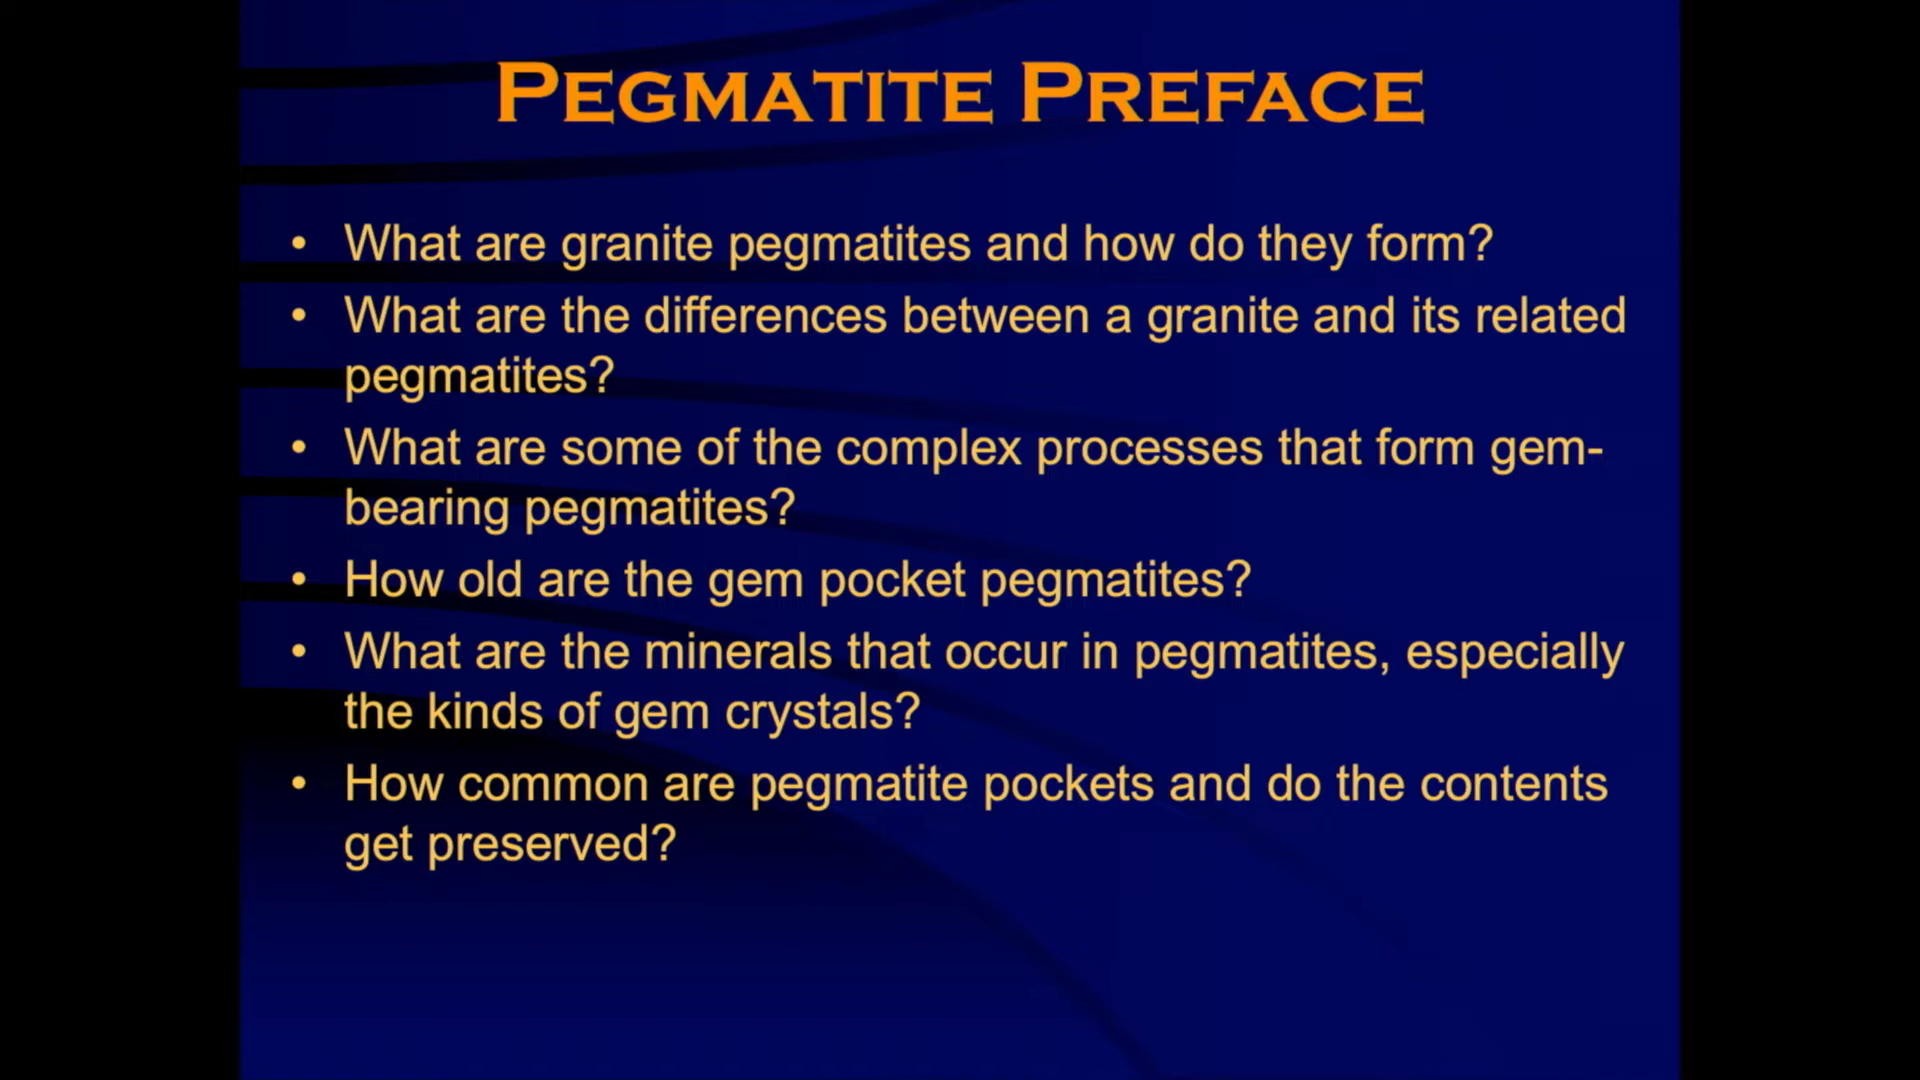 PEGMATITE PREFACE
• What are granite pegmatites and how do they form?
• What are the differences between a granite and its related
pegmatites?
• What are some of the complex processes that form gem-
bearing pegmatites?
• How old are the gem pocket pegmatites?
• What are the minerals that occur in pegmatites, especially
the kinds of gem crystals?
• How common are pegmatite pockets and do the contents
get preserved?